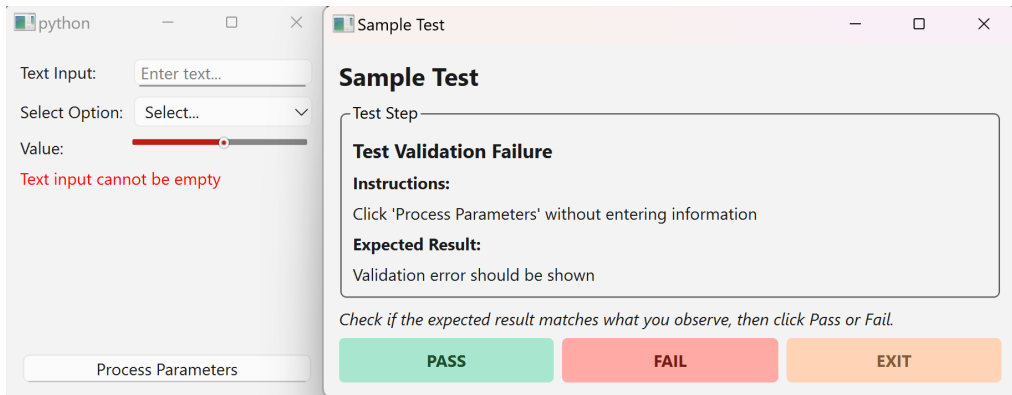 python
Text Input:
Enter text...
Select Option:
Select...
Value:
Text input cannot be empty
Process Parameters
Sample Test
Sample Test
Test Step
Test Validation Failure
Instructions:
Click 'Process Parameters' without entering information
Expected Result:
Validation error should be shown
Check if the expected result matches what you observe, then click Pass or Fail.
PASS
FAIL
EXIT